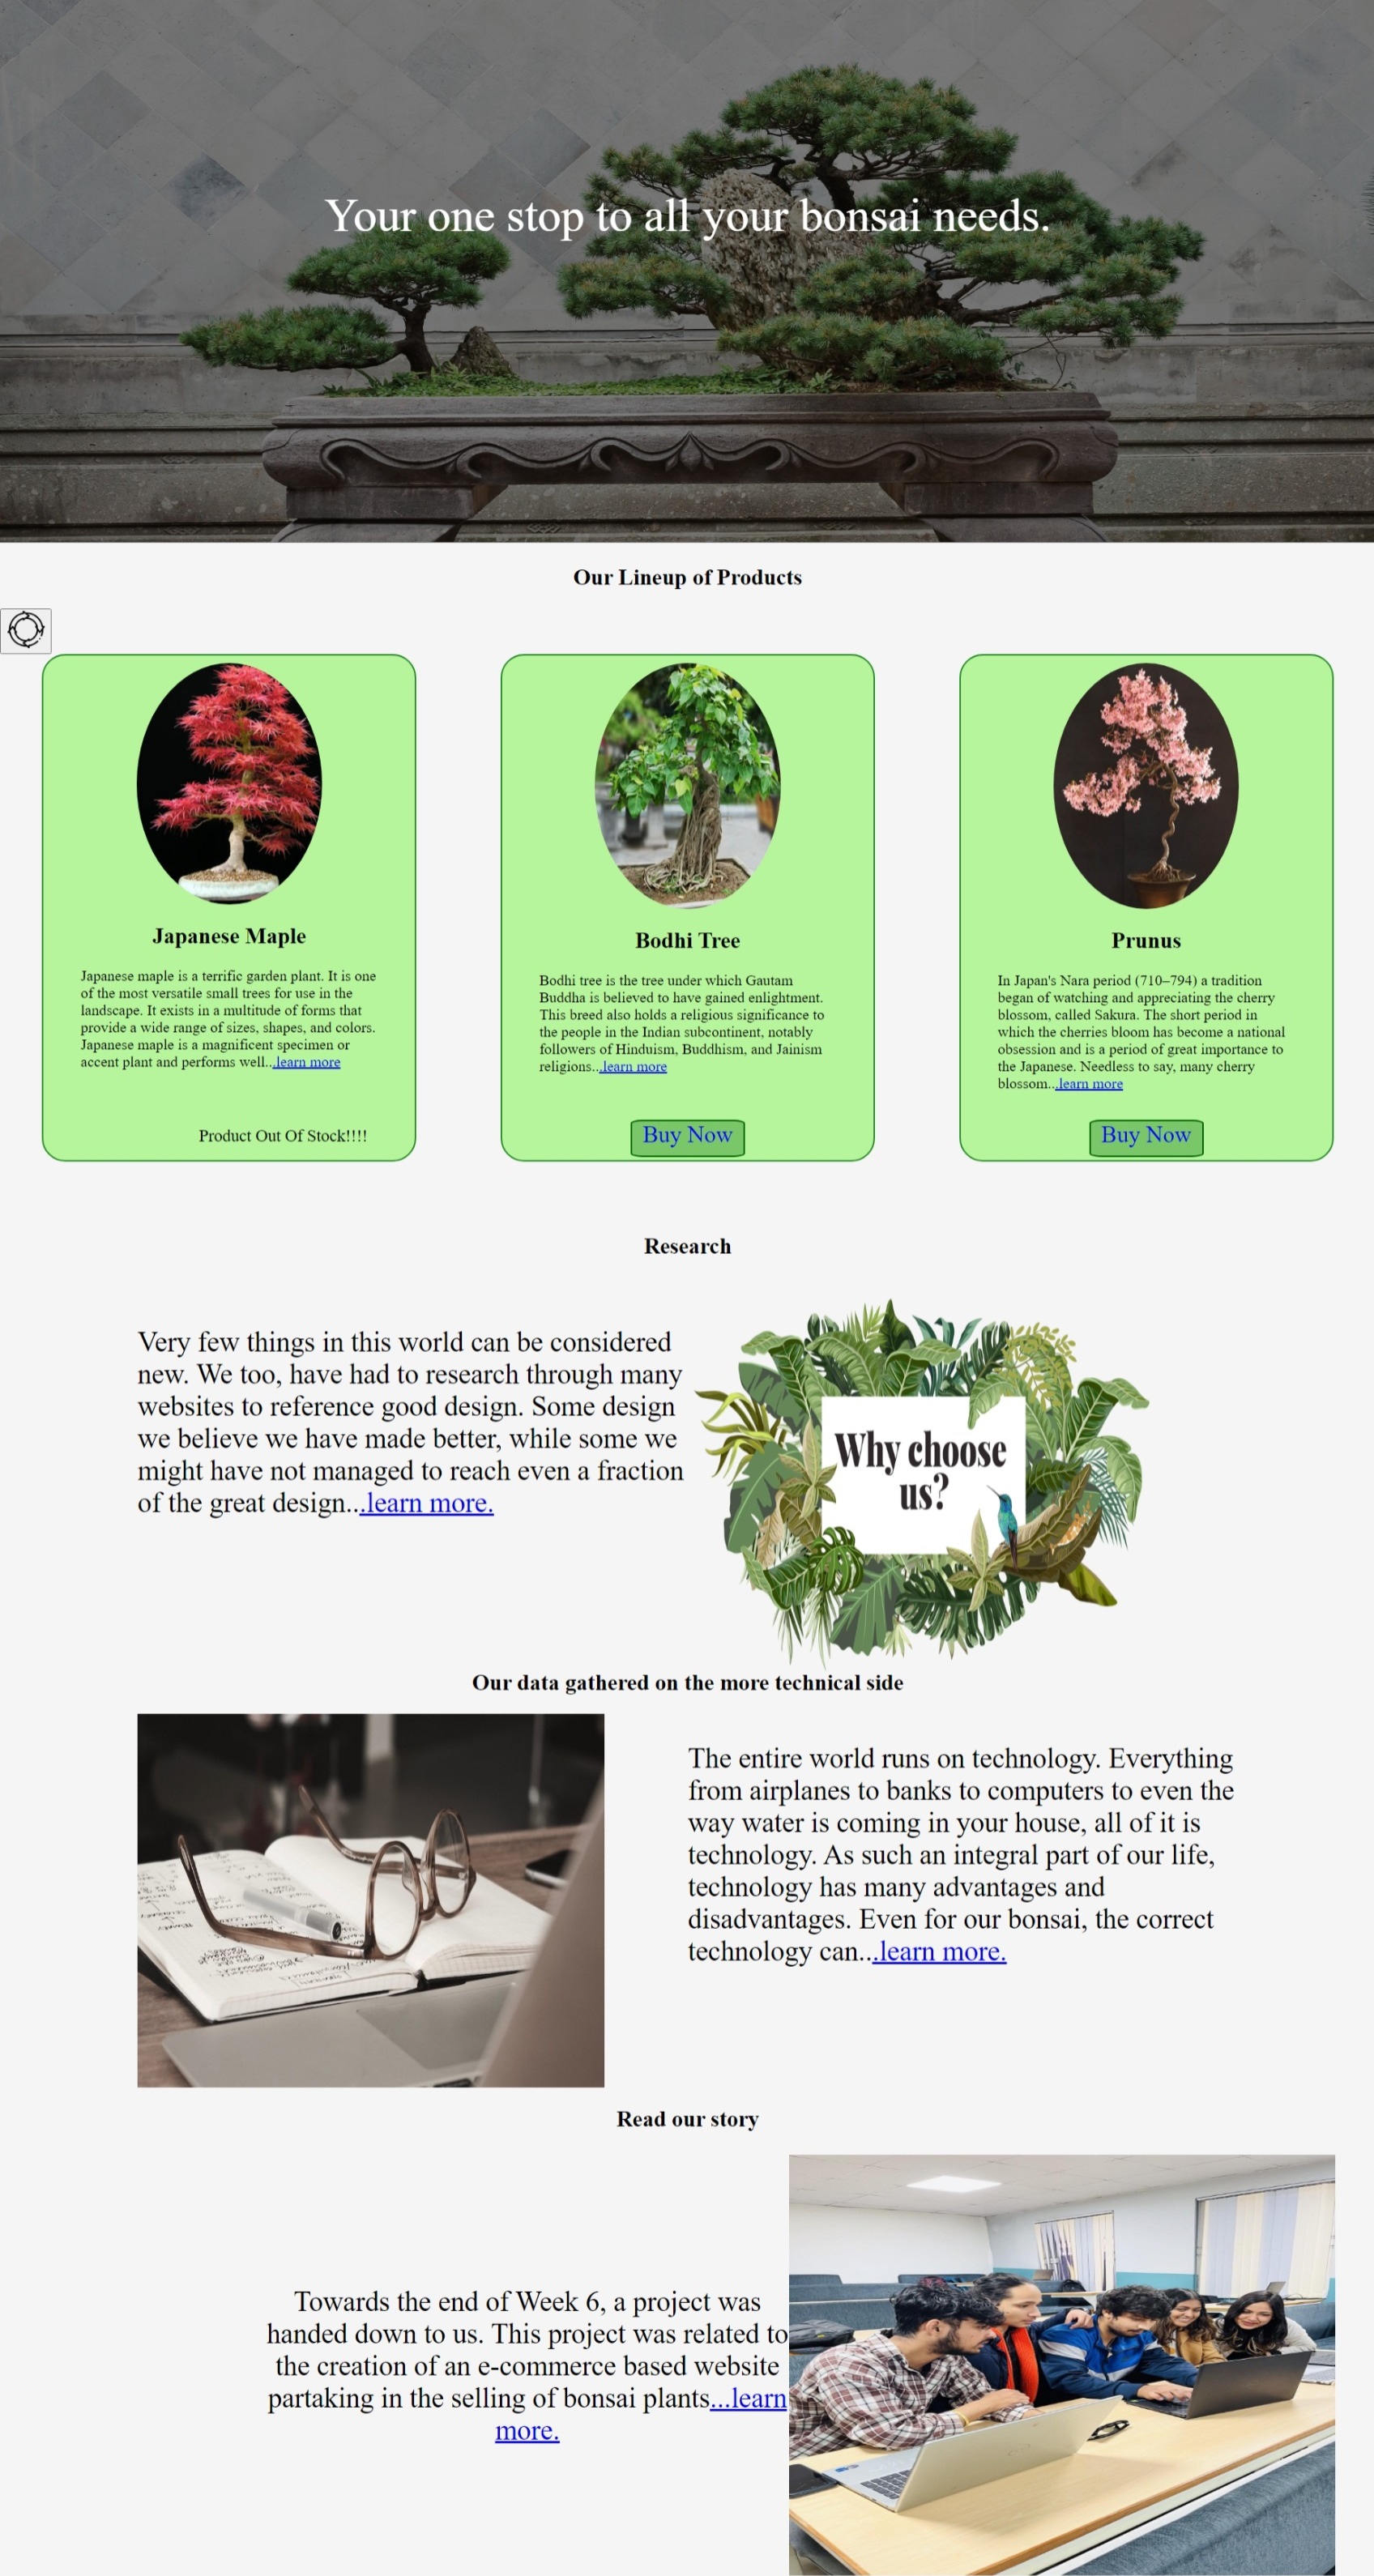 Your one stop to all your bonsai needs.
Our Lineup of Products
Japanese Maple
Japanese maple is a terrific garden plant. It is one
of the most versatile small trees for use in the
landscape. It exists in a multitude of forms that
provide a wide range of sizes, shapes, and colors.
Japanese maple is a magnificent specimen or
accent plant and performs well...learn more
Product Out Of Stock!!!!
Bodhi Tree
Bodhi tree is the tree under which Gautam
Buddha is believed to have gained enlightment.
This breed also holds a religious significance to
the people in the Indian subcontinent, notably
followers of Hinduism, Buddhism, and Jainism
religions...learn more
Buy Now
Prunus
In Japan's Nara period (710–794) a tradition
began of watching and appreciating the cherry
blossom, called Sakura. The short period in
which the cherries bloom has become a national
obsession and is a period of great importance to
the Japanese. Needless to say, many cherry
blossom...learn more
Buy Now
Research
Very few things in this world can be considered
new. We too, have had to research through many
websites to reference good design. Some design
we believe we have made better, while some we
might have not managed to reach even a fraction
of the great design...learn more.
Why choose
us?
Our data gathered on the more technical side
The entire world runs on technology. Everything
from airplanes to banks to computers to even the
way water is coming in your house, all of it is
technology. As such an integral part of our life,
technology has many advantages and
disadvantages. Even for our bonsai, the correct
technology can...learn more.
Read our story
Towards the end of Week 6, a project was
handed down to us. This project was related to
the creation of an e-commerce based website
partaking in the selling of bonsai plants...learn
more.